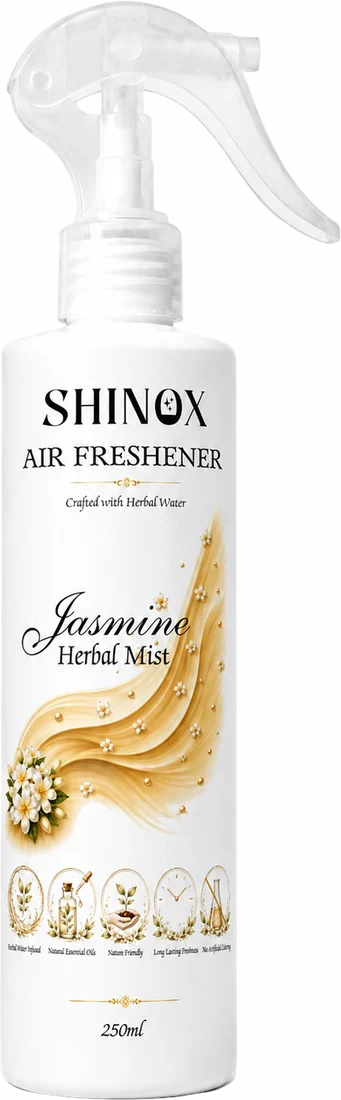 SHINOX
AIR FRESHENER
Crafted with Herbal Water
Jasmine
Herbal Mist
Herbal Water Infused
Natural Essential Oils
Nature Friendly
Long Lasting Freshness
No Artificial Coloring
250ml